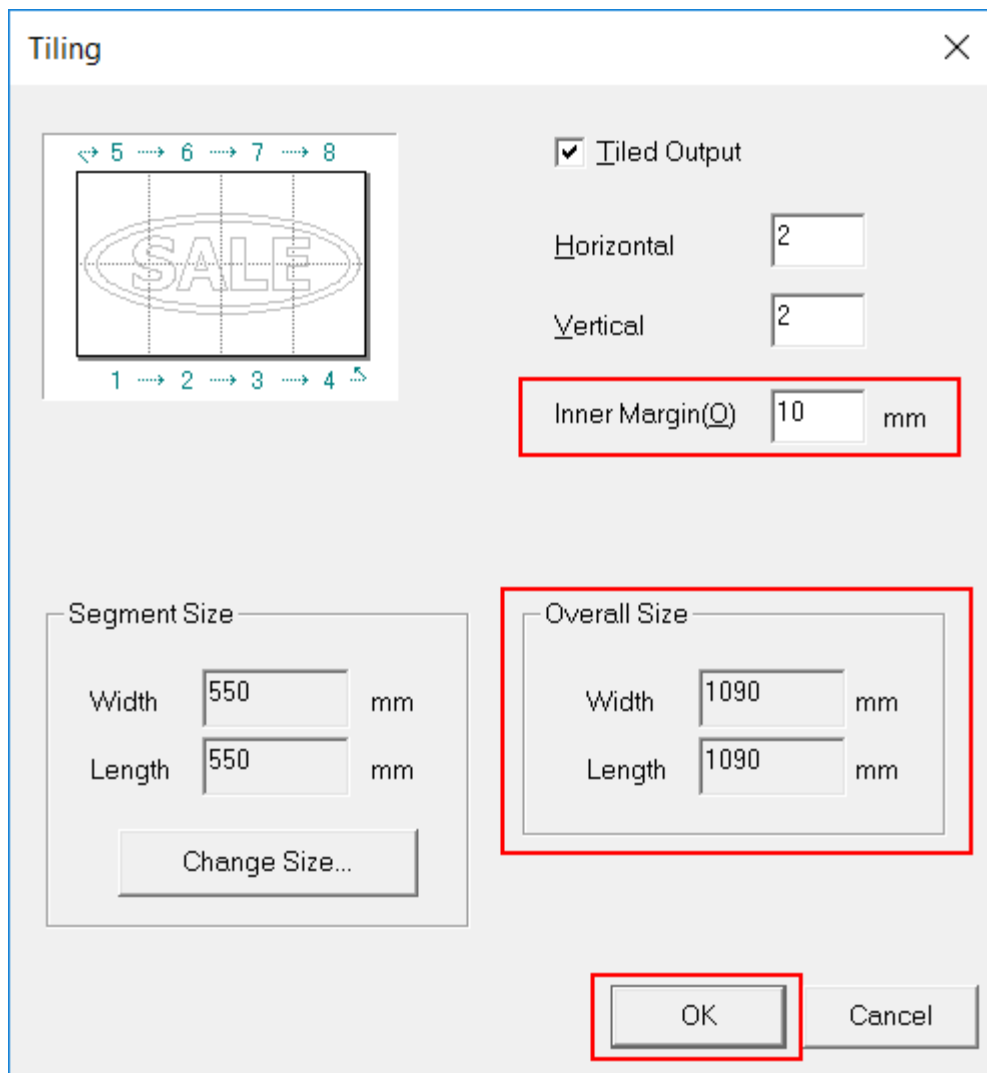 Tiling
5 6 7 8
SALE
1 2 3 4
Tiled Output
Horizontal 2
Vertical 2
Inner Margin(O) 10 mm
Segment Size
Width 550 mm
Length 550 mm
Change Size...
Overall Size
Width 1090 mm
Length 1090 mm
OK Cancel